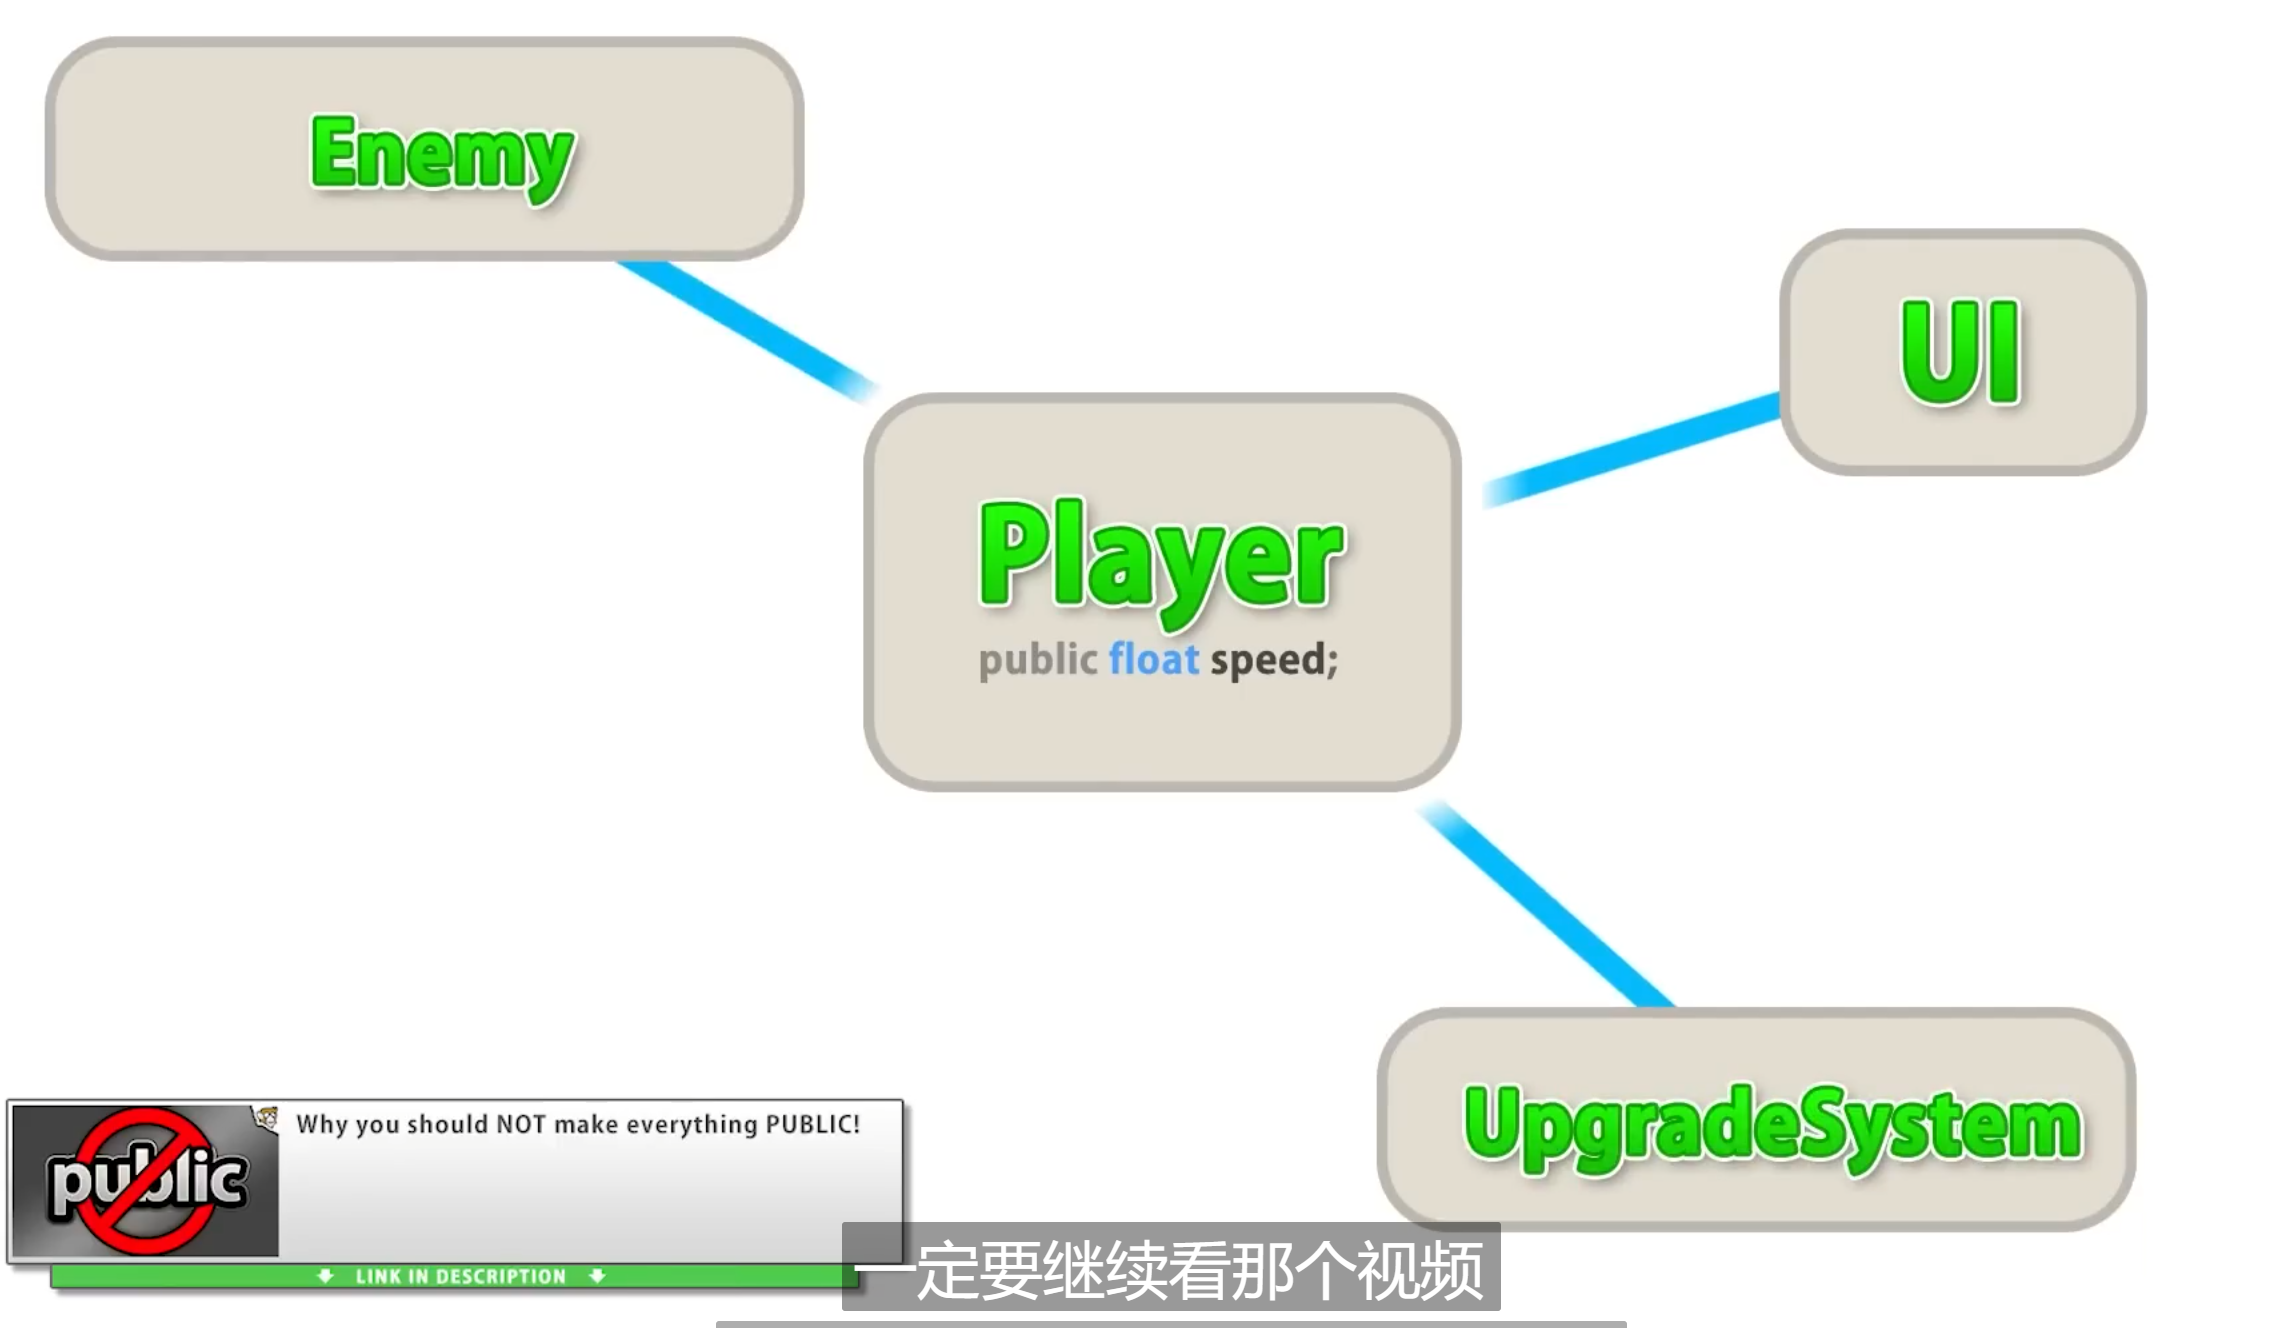 Enemy
UI
Player
public float speed;
UpgradeSystem
Why you should NOT make everything PUBLIC!
public
LINK IN DESCRIPTION
一定要继续看那个视频